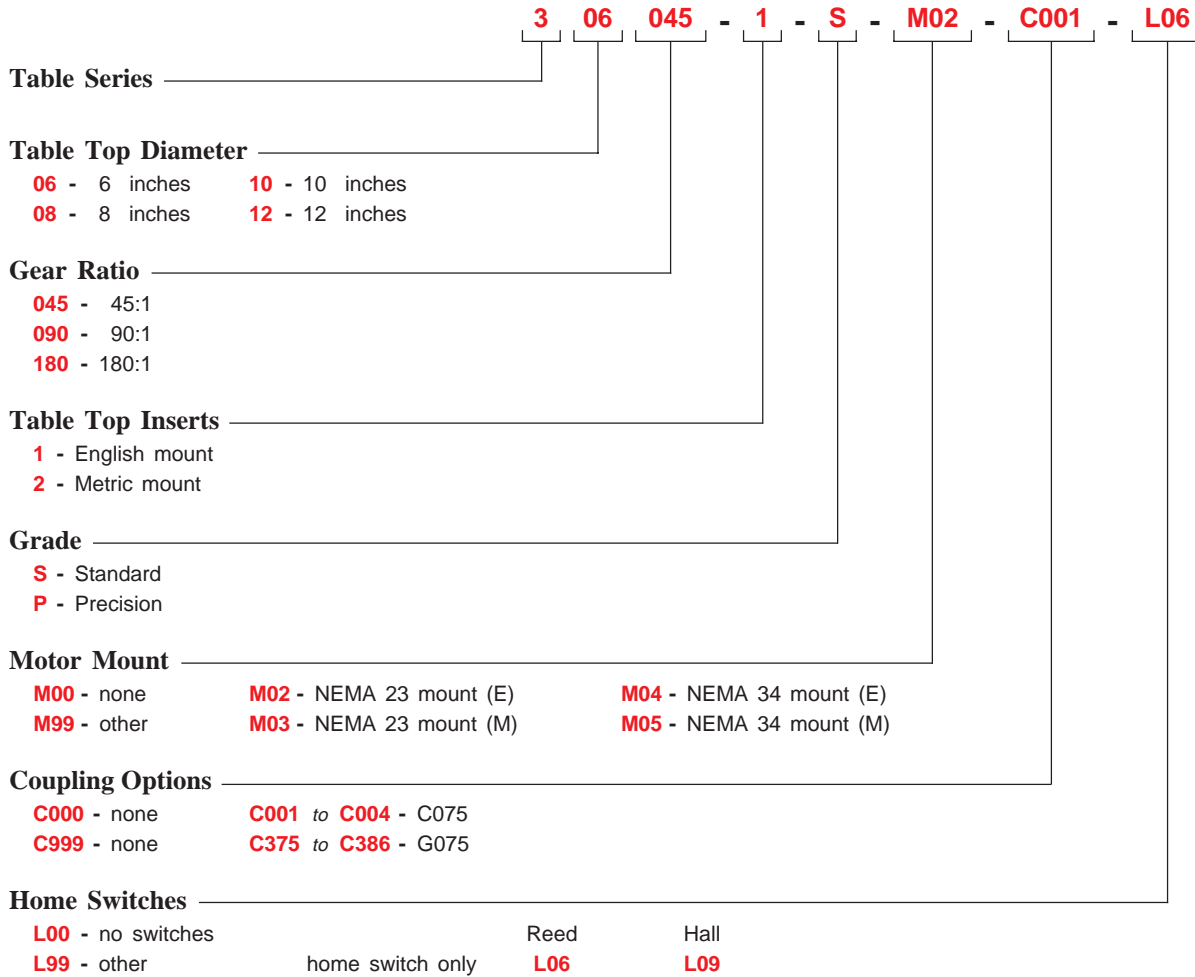 3 06 045 - 1 - S - M02 - C001 - L06
Table Series
Table Top Diameter
06 - 6 inches 10 - 10 inches
08 - 8 inches 12 - 12 inches
Gear Ratio
045 - 45:1
090 - 90:1
180 - 180:1
Table Top Inserts
1 - English mount
2 - Metric mount
Grade
S - Standard
P - Precision
Motor Mount
M00 - none M02 - NEMA 23 mount (E) M04 - NEMA 34 mount (E)
M99 - other M03 - NEMA 23 mount (M) M05 - NEMA 34 mount (M)
Coupling Options
C000 - none C001 to C004 - C075
C999 - none C375 to C386 - G075
Home Switches
L00 - no switches Reed Hall
L99 - other home switch only L06 L09